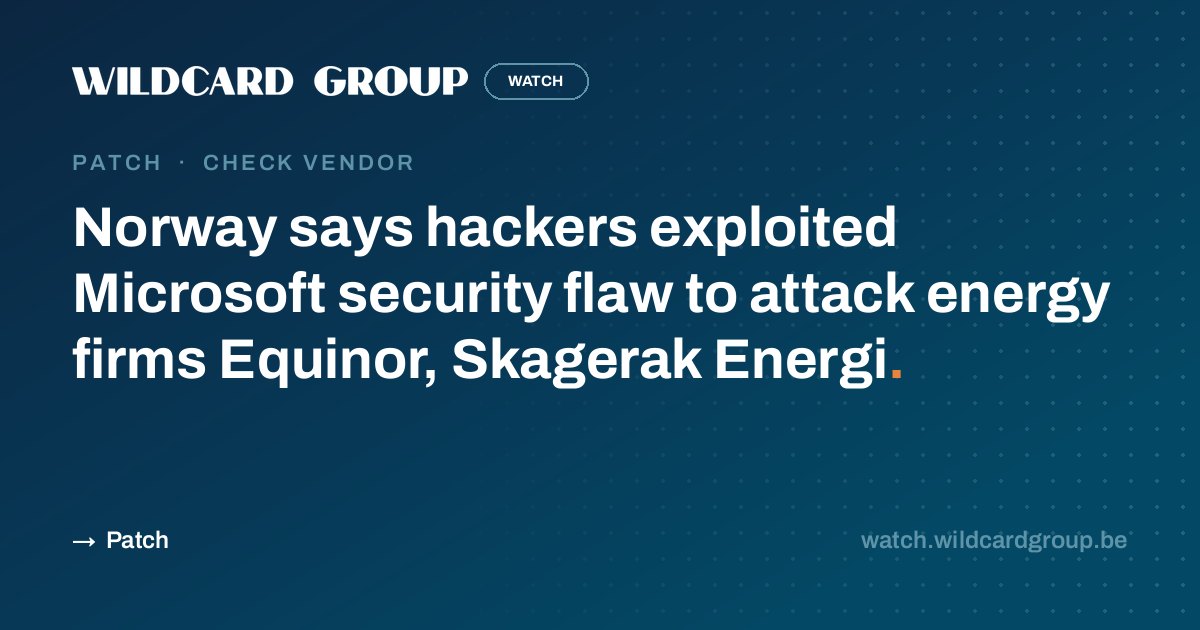 WILDCARD GROUP WATCH
PATCH · CHECK VENDOR
Norway says hackers exploited
Microsoft security flaw to attack energy
firms Equinor, Skagerak Energi.
→ Patch
watch.wildcardgroup.be